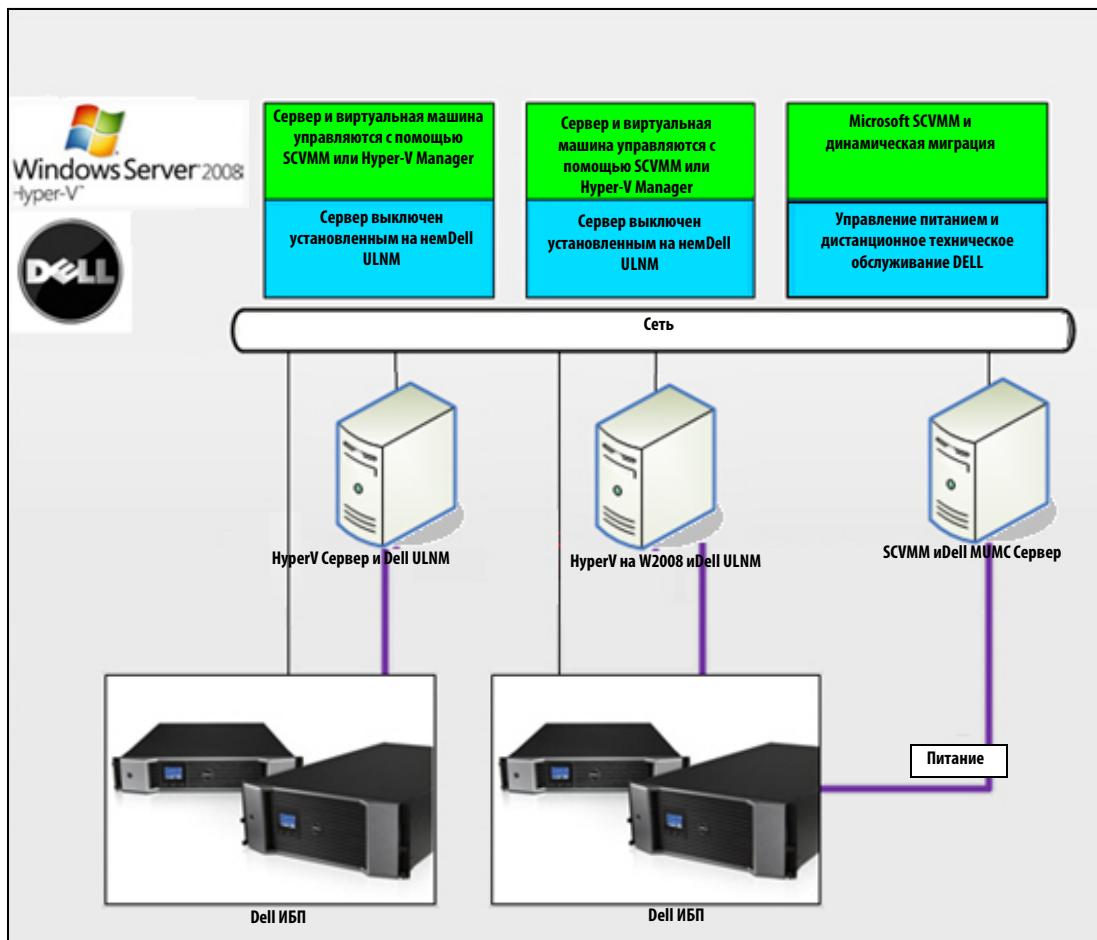 Windows Server 2008
Hyper-V™
DELL
Сервер и виртуальная машина
управляются с помощью
SCVMM или Hyper-V Manager
Сервер выключен
установленным на немDell
ULNM
Сервер и виртуальная
машина управляются с
помощью SCVMM или
Hyper-V Manager
Сервер выключен
установленным на немDell
ULNM
Microsoft SCVMM и
динамическая миграция
Управление питанием и
дистанционное техническое
обслуживание DELL
Сеть
HyperV Сервер и Dell ULNM
HyperV на W2008 иDell ULNM
SCVMM иDell MUMC Сервер
Питание
Dell ИБП
Dell ИБП